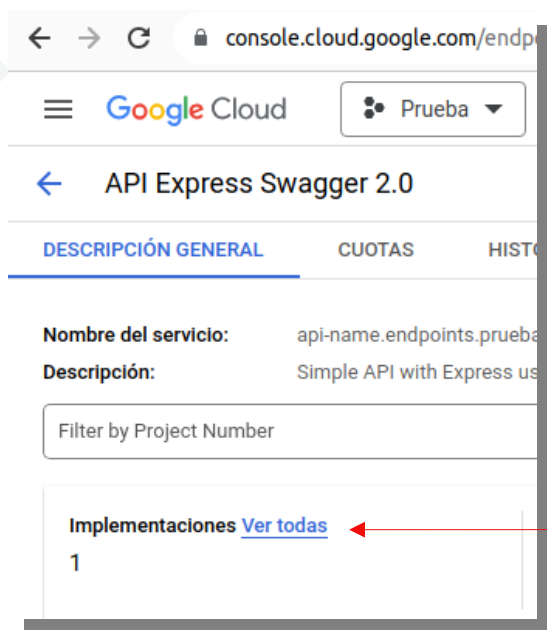 console.cloud.google.com/endp
Google Cloud
Prueba
API Express Swagger 2.0
DESCRIPCIÓN GENERAL CUOTAS HISTO
Nombre del servicio: api-name.endpoints.prueba
Descripción: Simple API with Express us
Filter by Project Number
Implementaciones Ver todas
1